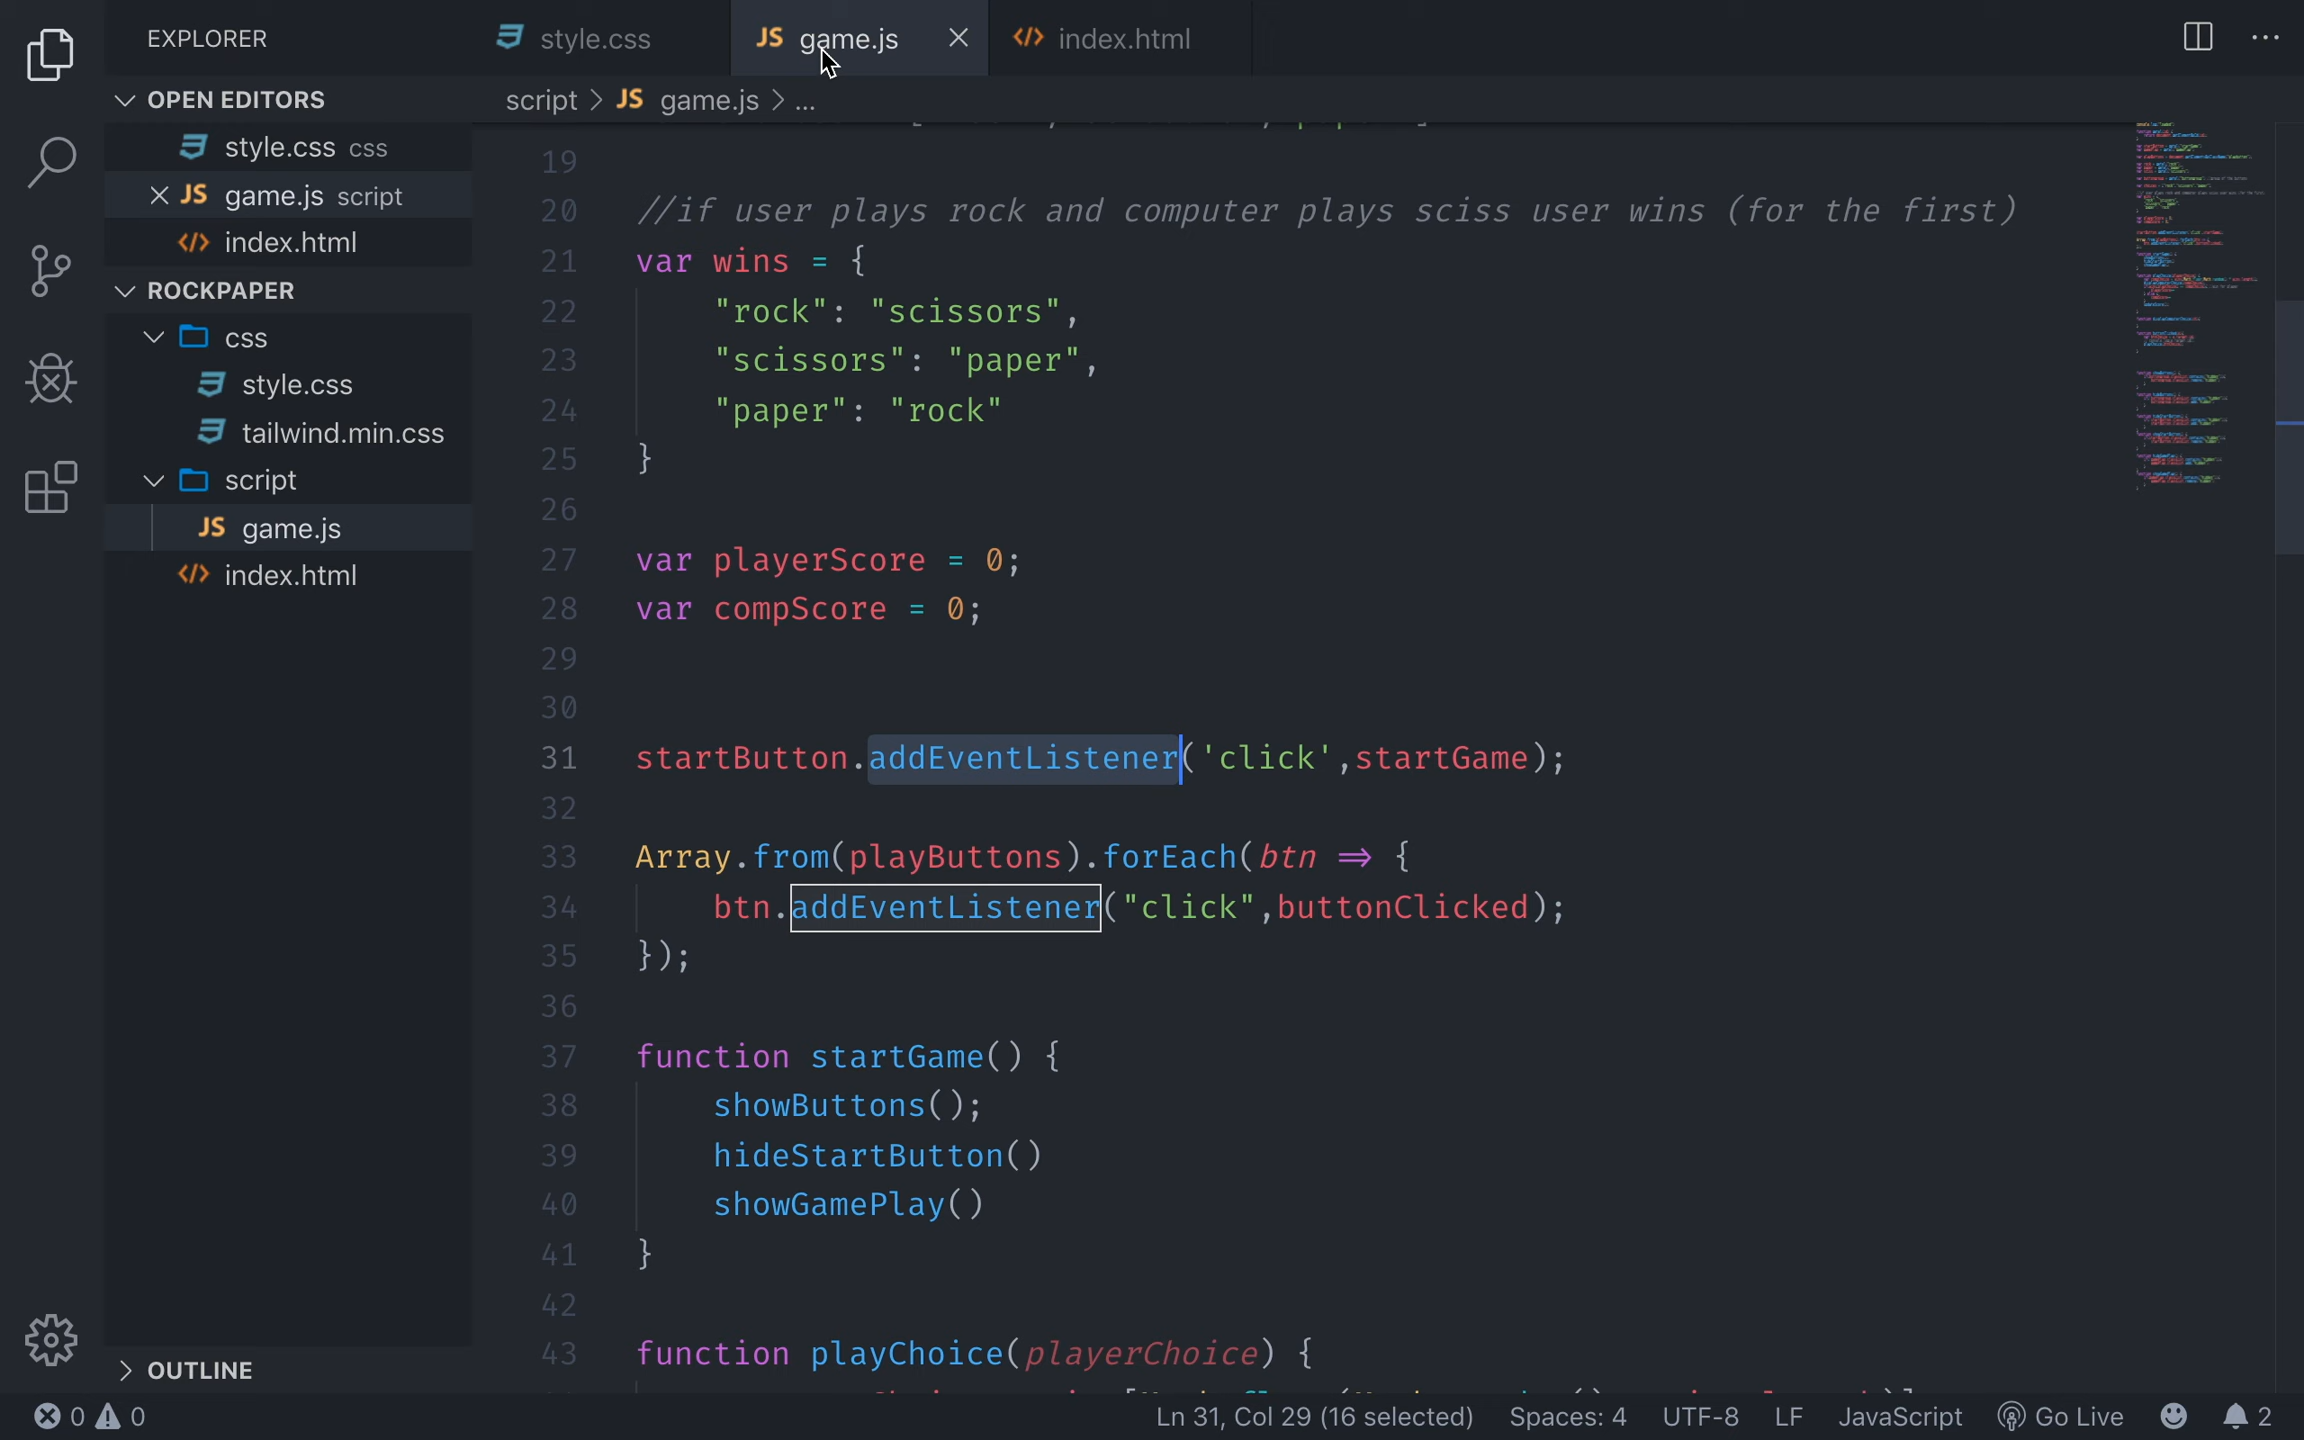 EXPLORER
style.css
JS game.js
index.html
OPEN EDITORS
style.css css
JS game.js script
index.html
ROCKPAPER
css
style.css
tailwind.min.css
script
JS game.js
index.html
OUTLINE
script > JS game.js > ...
19
20 //if user plays rock and computer plays sciss user wins (for the first)
21 var wins = {
22 "rock": "scissors",
23 "scissors": "paper",
24 "paper": "rock"
25 }
26
27 var playerScore = 0;
28 var compScore = 0;
29
30
31 startButton.addEventListener('click',startGame);
32
33 Array.from(playButtons).forEach(btn => {
34 btn.addEventListener("click",buttonClicked);
35 });
36
37 function startGame() {
38 showButtons();
39 hideStartButton()
40 showGamePlay()
41 }
42
43 function playChoice(playerChoice) {
0 0 Ln 31, Col 29 (16 selected) Spaces: 4 UTF-8 LF JavaScript Go Live 2